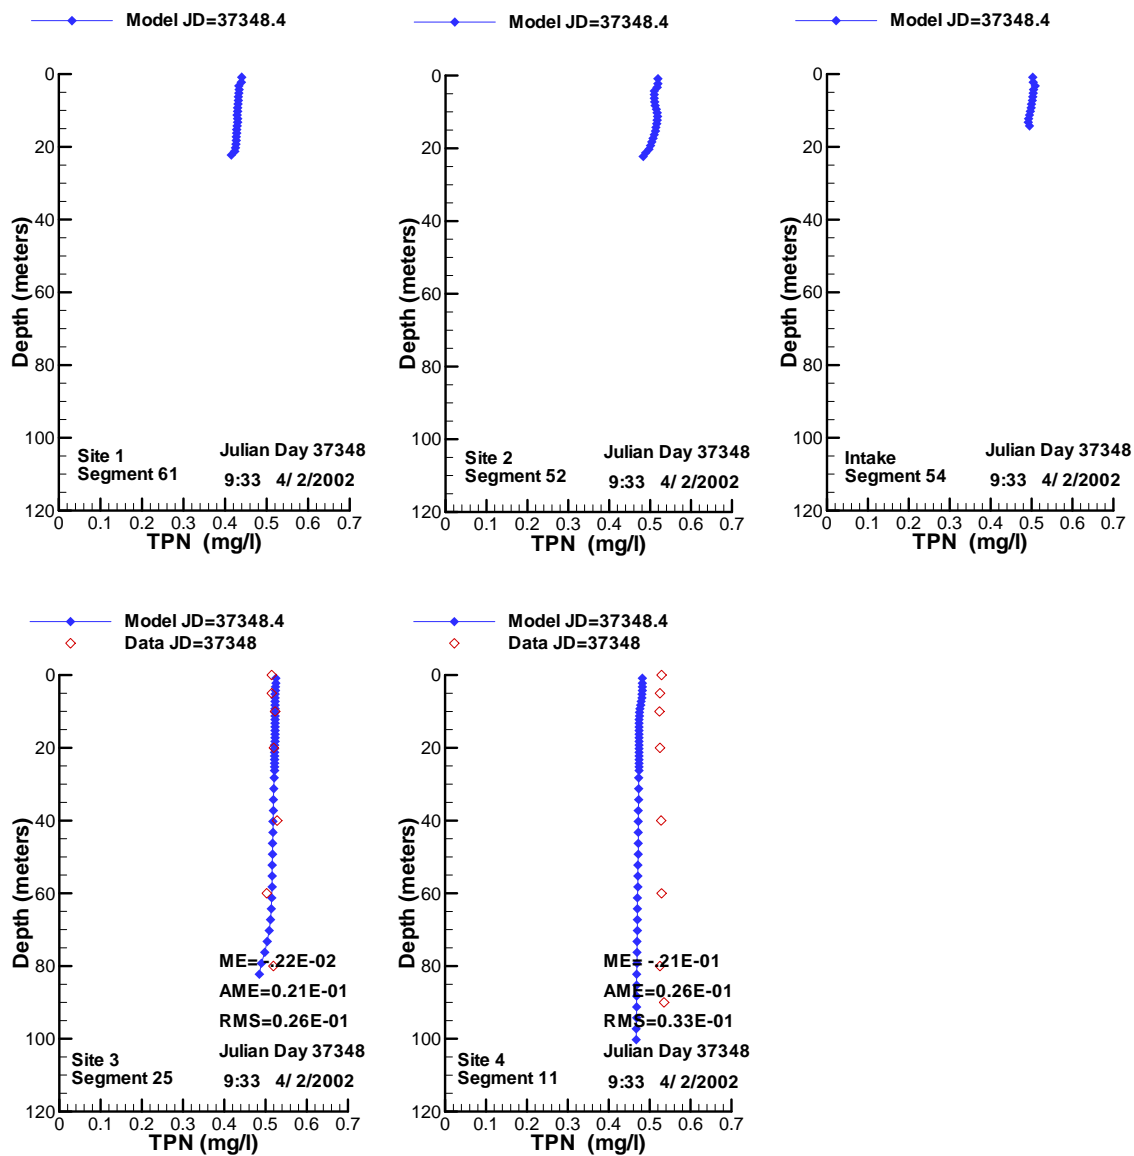 Model JD=37348.4
0
20
40
60
80
100
120
Depth (meters)
Site 1
Segment 61
Julian Day 37348
9:33 4/ 2/2002
0 0.1 0.2 0.3 0.4 0.5 0.6 0.7
TPN (mg/l)
Model JD=37348.4
0
20
40
60
80
100
120
Depth (meters)
Site 2
Segment 52
Julian Day 37348
9:33 4/ 2/2002
0 0.1 0.2 0.3 0.4 0.5 0.6 0.7
TPN (mg/l)
Model JD=37348.4
0
20
40
60
80
100
120
Depth (meters)
Intake
Segment 54
Julian Day 37348
9:33 4/ 2/2002
0 0.1 0.2 0.3 0.4 0.5 0.6 0.7
TPN (mg/l)
Model JD=37348.4
Data JD=37348
0
20
40
60
80
100
120
Depth (meters)
ME=-.22E-02
AME=0.21E-01
RMS=0.26E-01
Site 3
Segment 25
Julian Day 37348
9:33 4/ 2/2002
0 0.1 0.2 0.3 0.4 0.5 0.6 0.7
TPN (mg/l)
Model JD=37348.4
Data JD=37348
0
20
40
60
80
100
120
Depth (meters)
ME= -.21E-01
AME=0.26E-01
RMS=0.33E-01
Site 4
Segment 11
Julian Day 37348
9:33 4/ 2/2002
0 0.1 0.2 0.3 0.4 0.5 0.6 0.7
TPN (mg/l)